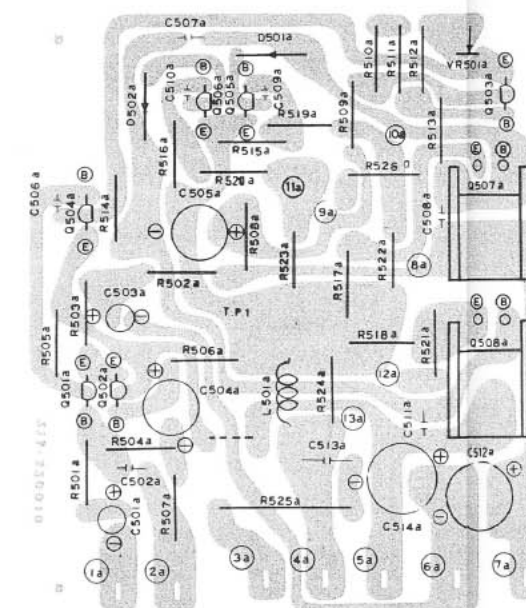 C507a
D501a
R510a
R511a
R512a
VR501a
C510a
B
Q506a
Q505a
B
C509a
E
Q503a
D502a
R519a
R509a
10a
R513a
B
E
E
R515a
R516a
R526a
E
B
C506a
B
Q504a
R514a
C505a
11a
9a
C508a
Q507a
E
R508a
R523a
R522a
8a
R502a
R517a
C503a
T.P1
E
B
R503a
R505a
R518a
R521a
Q508a
R506a
E
E
Q501a
Q502a
C504a
L501a
R524a
12a
B
B
13a
C511a
R504a
C513a
C512a
R501a
C502a
R507a
C501a
R525a
C514a
1a
2a
3a
4a
5a
6a
7a